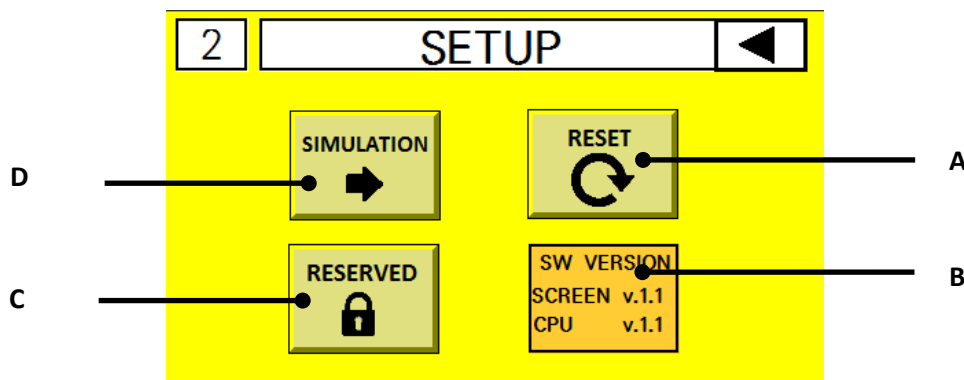 2 SETUP
SIMULATION
RESET
A
D
RESERVED
SW VERSION
B
SCREEN v.1.1
C
CPU v.1.1